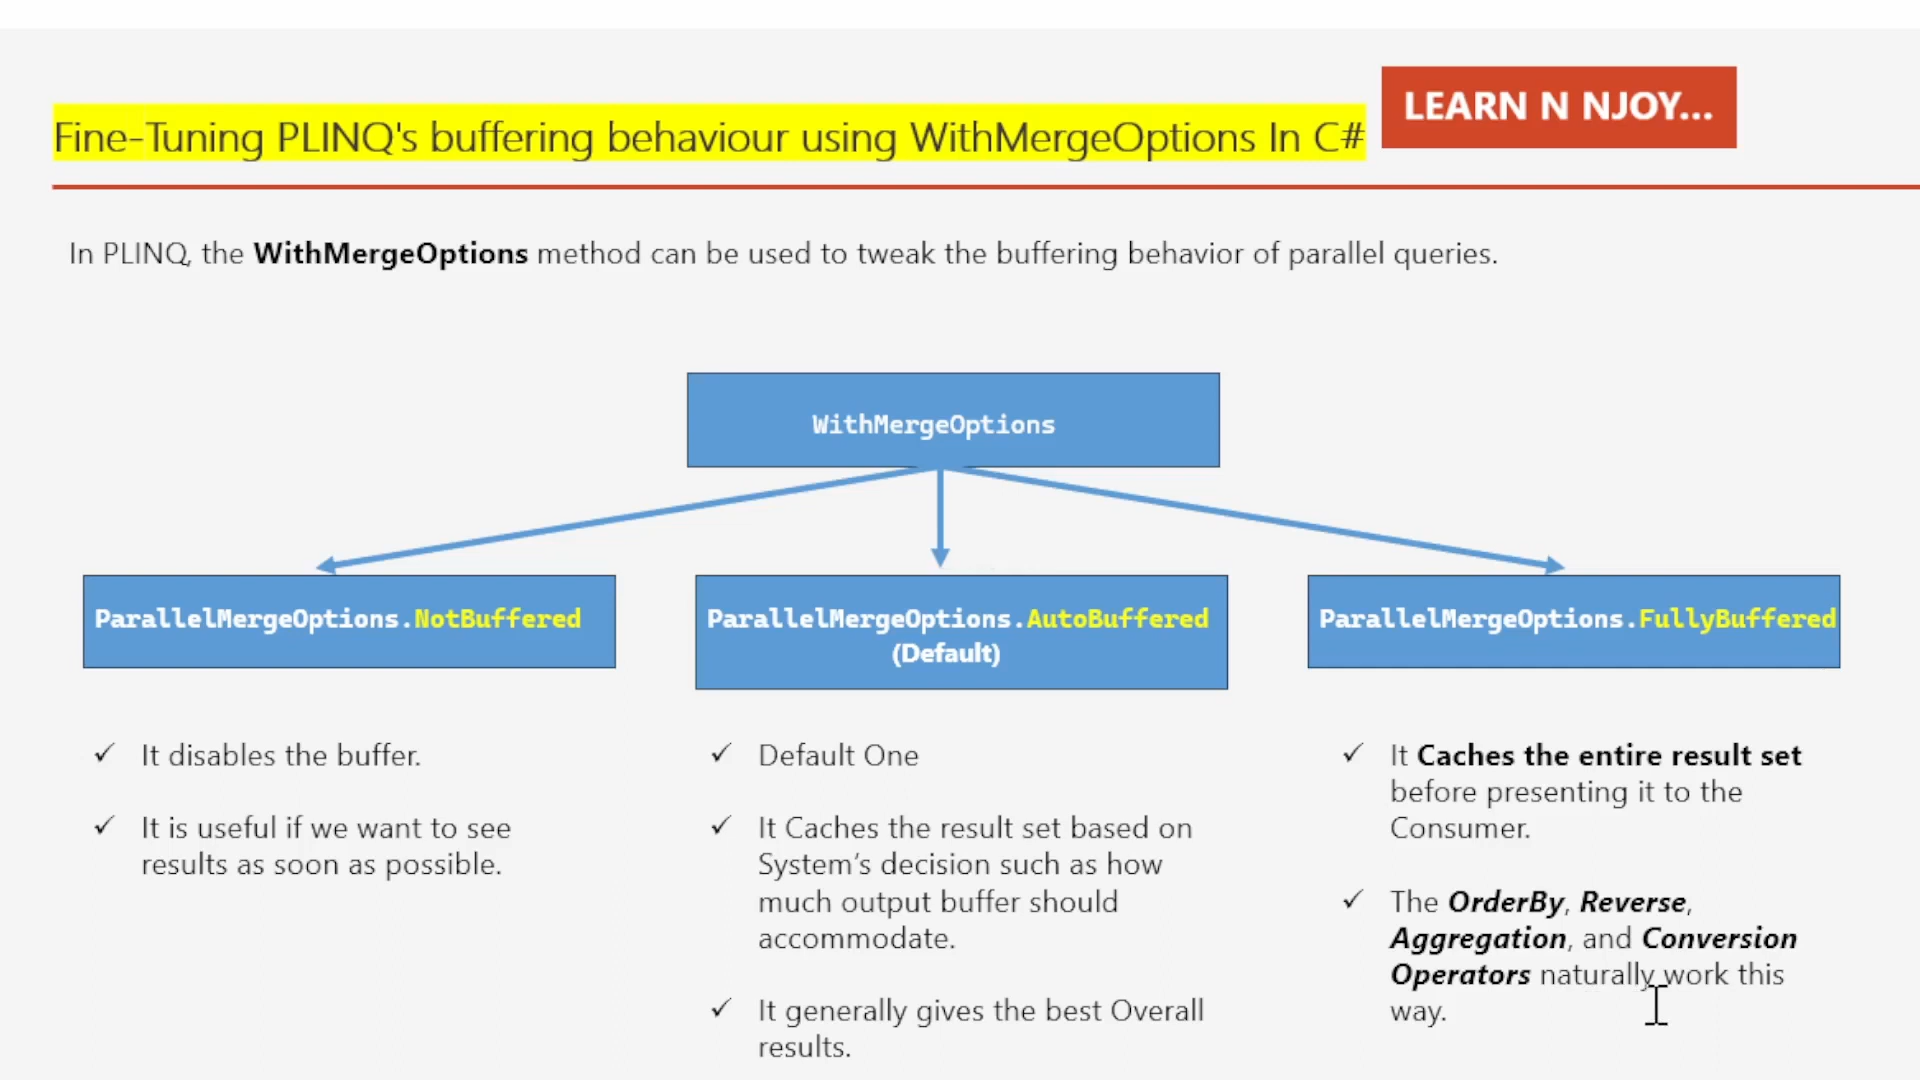 LEARN N NJOY...
Fine-Tuning PLINQ's buffering behaviour using WithMergeOptions In C#
In PLINQ, the WithMergeOptions method can be used to tweak the buffering behavior of parallel queries.
WithMergeOptions
ParallelMergeOptions.NotBuffered
✓ It disables the buffer.
✓ It is useful if we want to see
results as soon as possible.
ParallelMergeOptions.AutoBuffered
(Default)
✓ Default One
✓ It Caches the result set based on
System's decision such as how
much output buffer should
accommodate.
✓ It generally gives the best Overall
results.
ParallelMergeOptions.FullyBuffered
✓ It Caches the entire result set
before presenting it to the
Consumer.
✓ The OrderBy, Reverse,
Aggregation, and Conversion
Operators naturally work this
way.